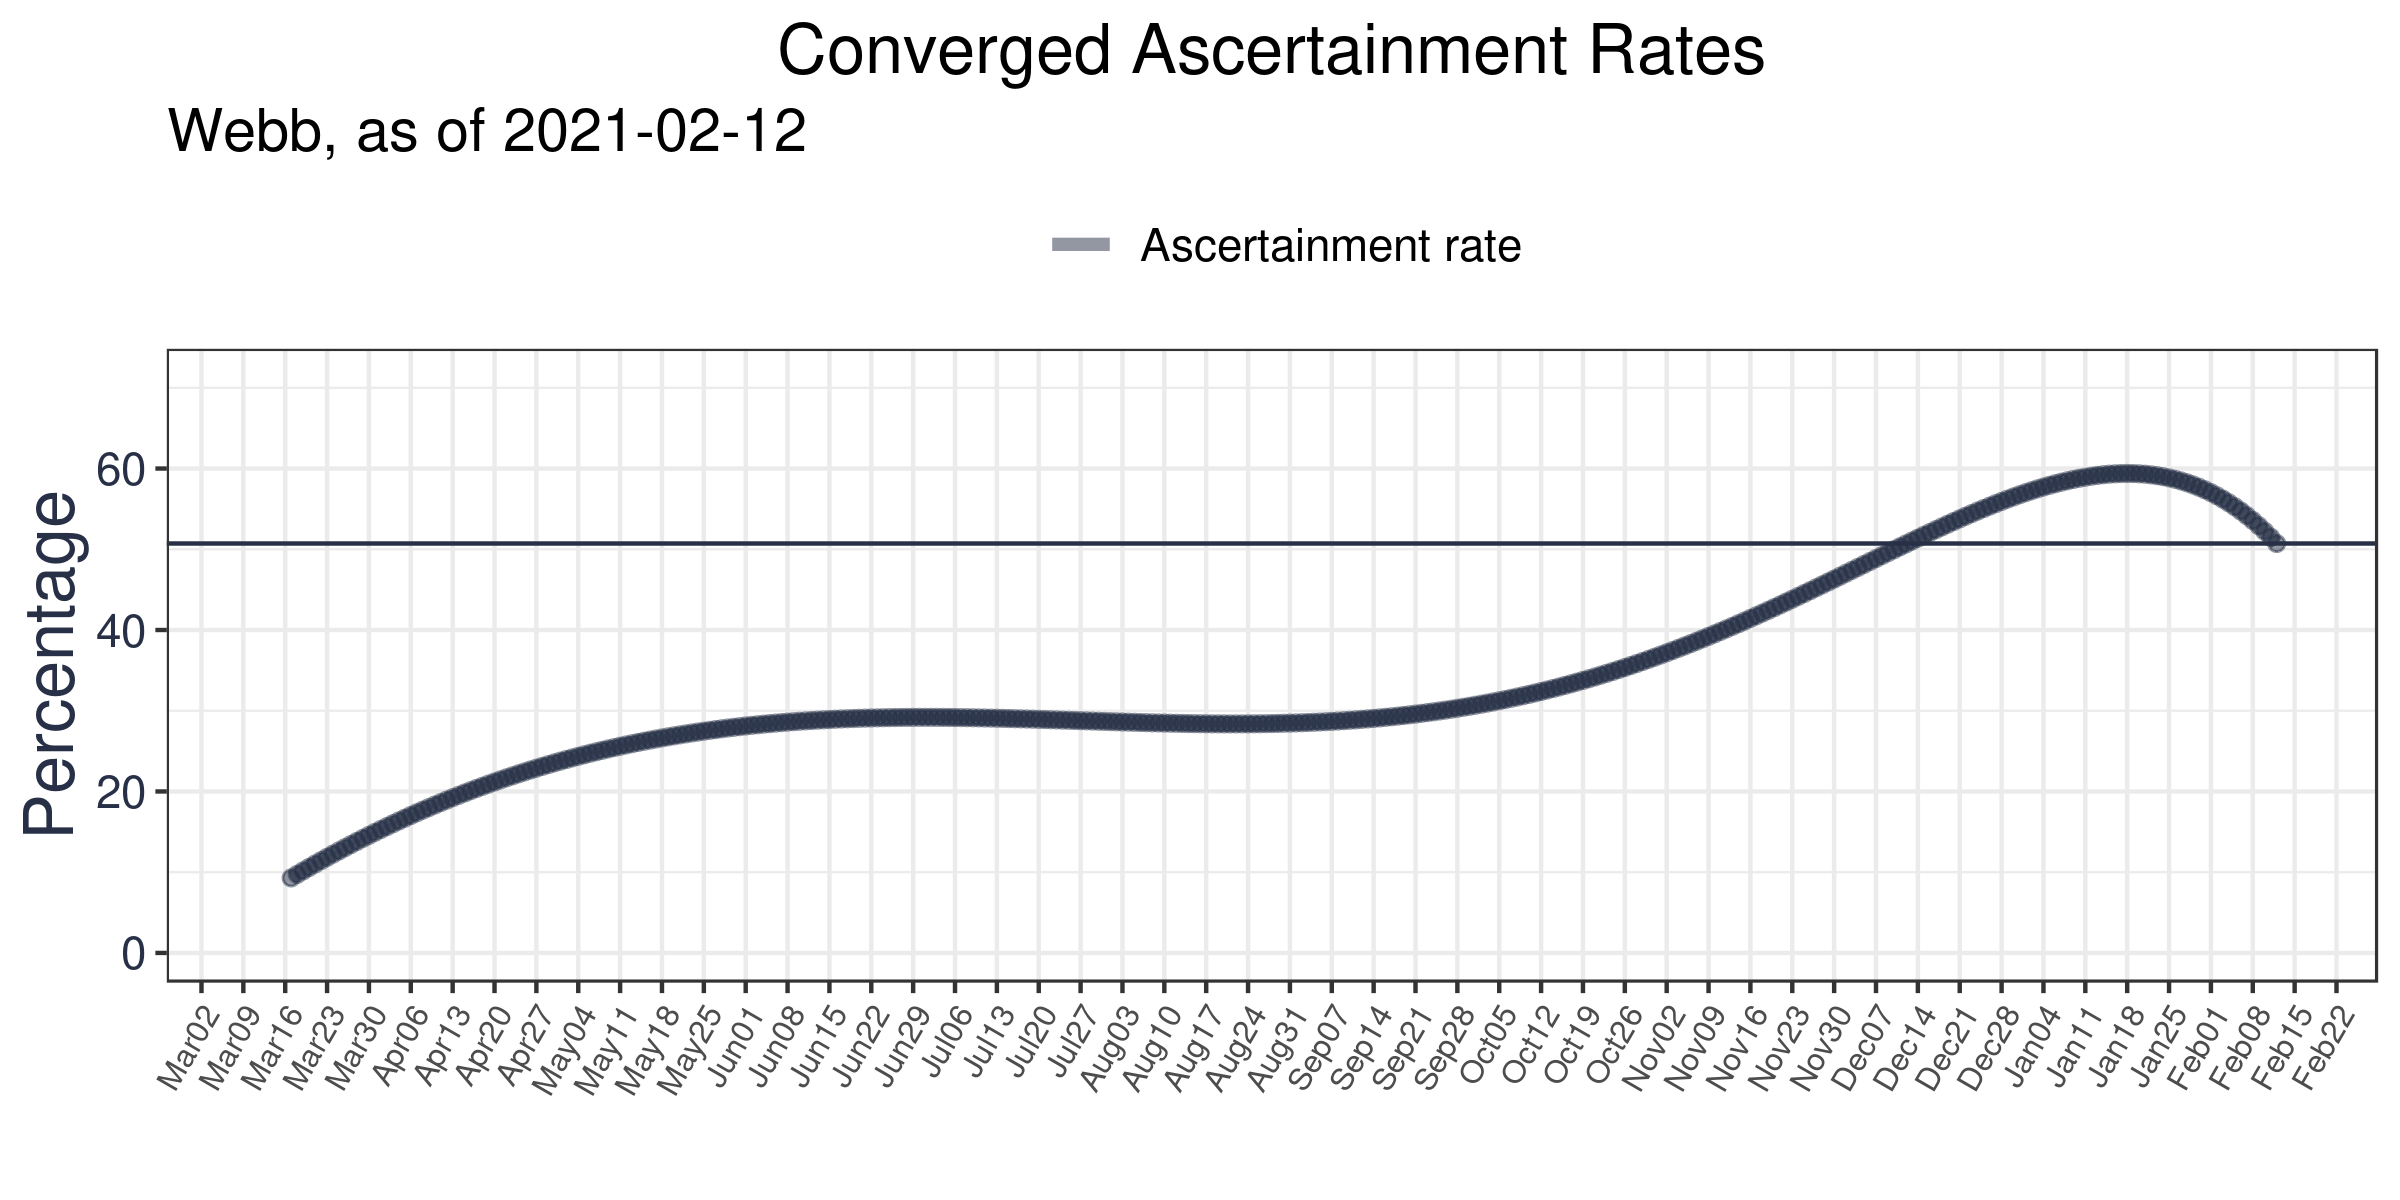 Converged Ascertainment Rates
Webb, as of 2021-02-12
Ascertainment rate
Percentage
60
40
20
0
Mar02 Mar09 Mar16 Mar23 Mar30 Apr06 Apr13 Apr20 Apr27 May04 May11 May18 May25 Jun01 Jun08 Jun15 Jun22 Jun29 Jul06 Jul13 Jul20 Jul27 Aug03 Aug10 Aug17 Aug24 Aug31 Sep07 Sep14 Sep21 Sep28 Oct05 Oct12 Oct19 Oct26 Nov02 Nov09 Nov16 Nov23 Nov30 Dec07 Dec14 Dec21 Dec28 Jan04 Jan11 Jan18 Jan25 Feb01 Feb08 Feb15 Feb22